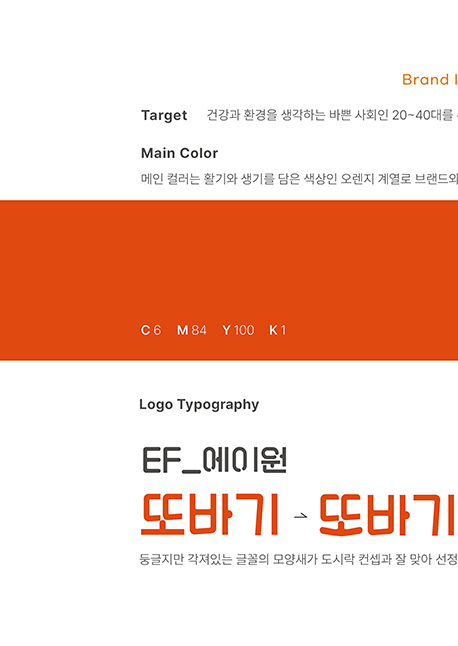 Brand I
Target 건강과 환경을 생각하는 바쁜 사회인 20~40대를
Main Color
메인 컬러는 활기와 생기를 담은 색상인 오렌지 계열로 브랜드와
C 6 M 84 Y 100 K 1
Logo Typography
EF_에이원
또바기 → 또바기
둥글지만 각져있는 글꼴의 모양새가 도시락 컨셉과 잘 맞아 선정